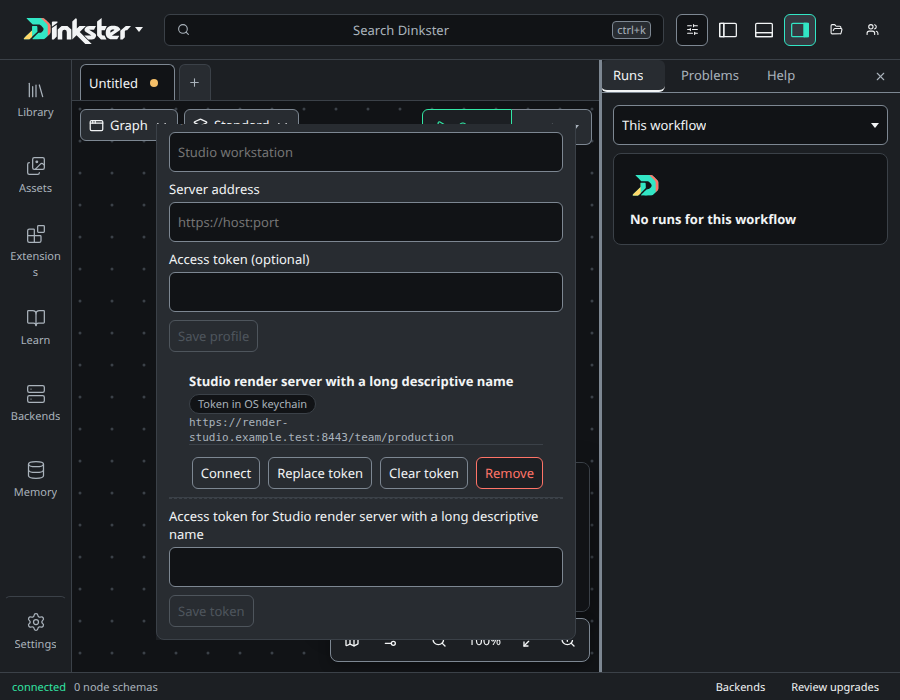 Dinkster
Search Dinkster
ctrl+k
Library
Assets
Extension
s
Learn
Backends
Memory
Settings
Untitled
+
Graph
Standard
Studio workstation
Server address
https://host:port
Access token (optional)
Save profile
Studio render server with a long descriptive name
Token in OS keychain
https://render-
studio.example.test:8443/team/production
Connect
Replace token
Clear token
Remove
Access token for Studio render server with a long descriptive
name
Save token
100%
Runs
Problems
Help
This workflow
No runs for this workflow
connected
0 node schemas
Backends
Review upgrades